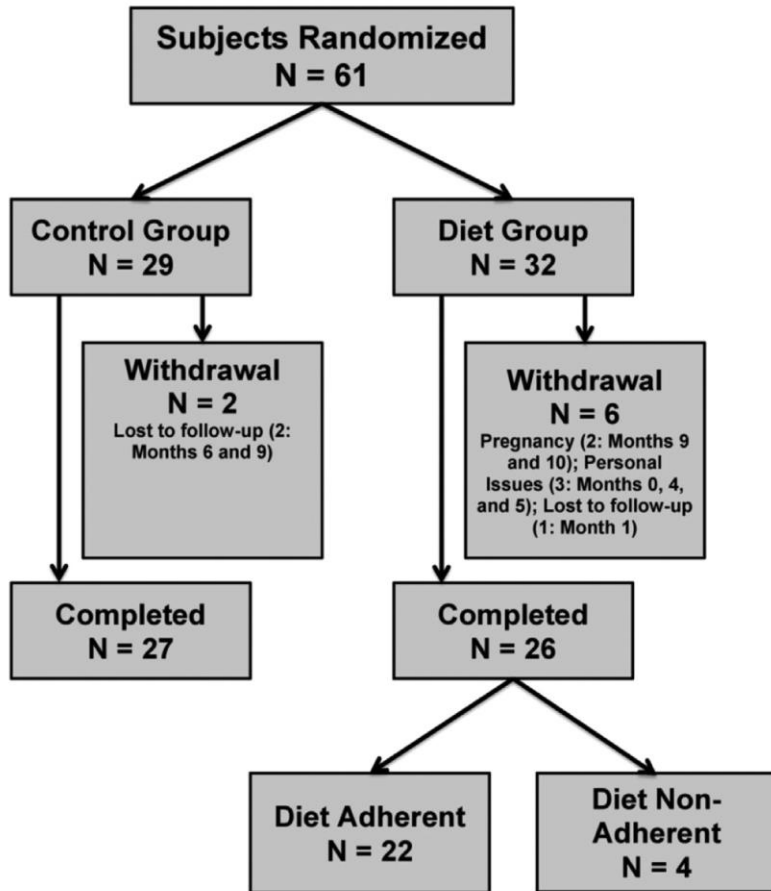 Subjects Randomized
N = 61
Control Group
N = 29
Diet Group
N = 32
Withdrawal
N = 2
Lost to follow-up (2:
Months 6 and 9)
Withdrawal
N = 6
Pregnancy (2: Months 9
and 10); Personal
Issues (3: Months 0, 4,
and 5); Lost to follow-up
(1: Month 1)
Completed
N = 27
Completed
N = 26
Diet Adherent
N = 22
Diet Non-
Adherent
N = 4